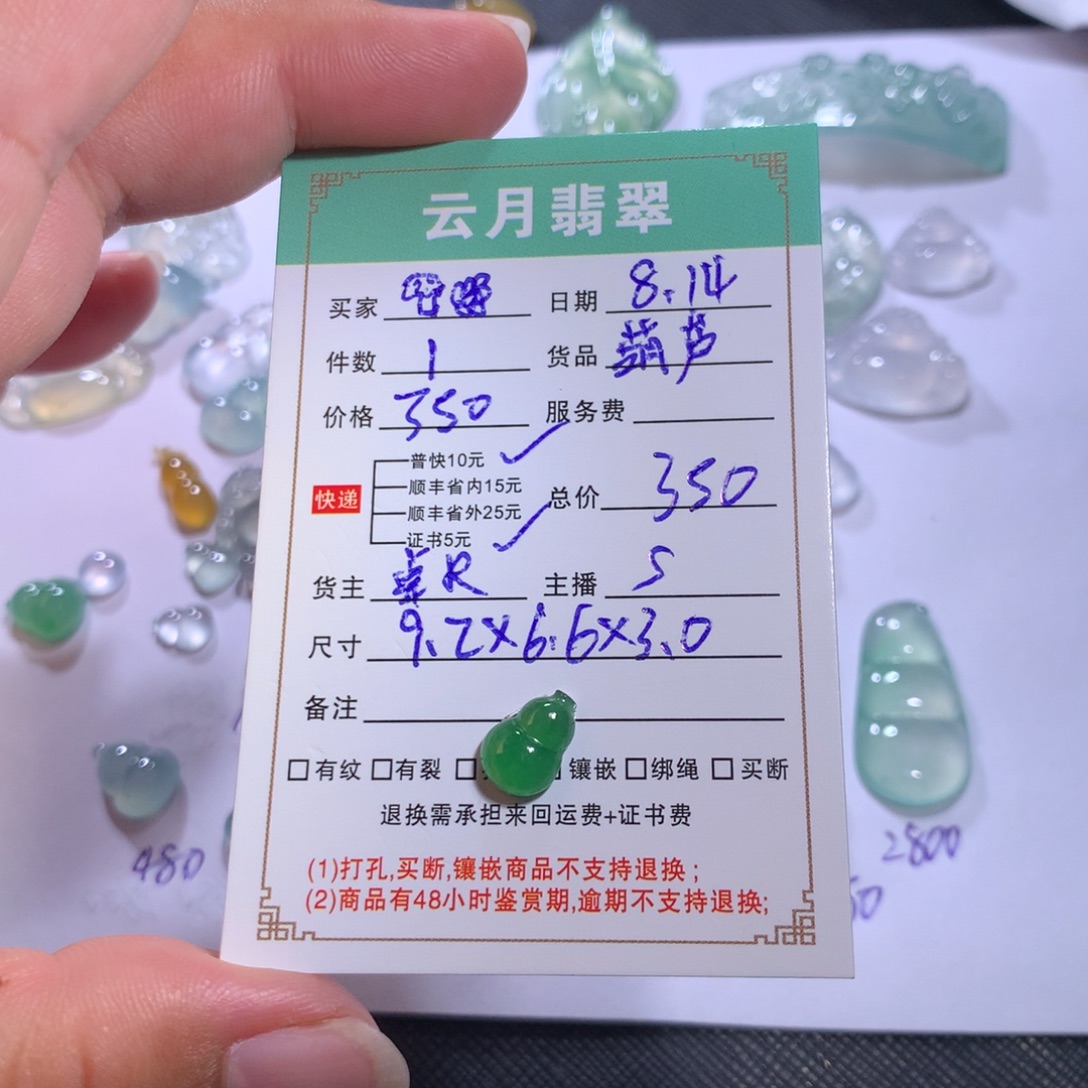 云月翡翠
买家 日期 8.14
件数 1 货品 葫芦
价格 350 服务费
普快10元
顺丰省内15元
快递 总价 350
顺丰省外25元
证书5元
货主 卓R 主播 S
尺寸 9.2×6.6×3.0
备注
有纹 有裂 镶嵌 绑绳 买断
退换需承担来回运费+证书费
(1)打孔,买断,镶嵌商品不支持退换;
(2)商品有48小时鉴赏期,逾期不支持退换;
480
2800